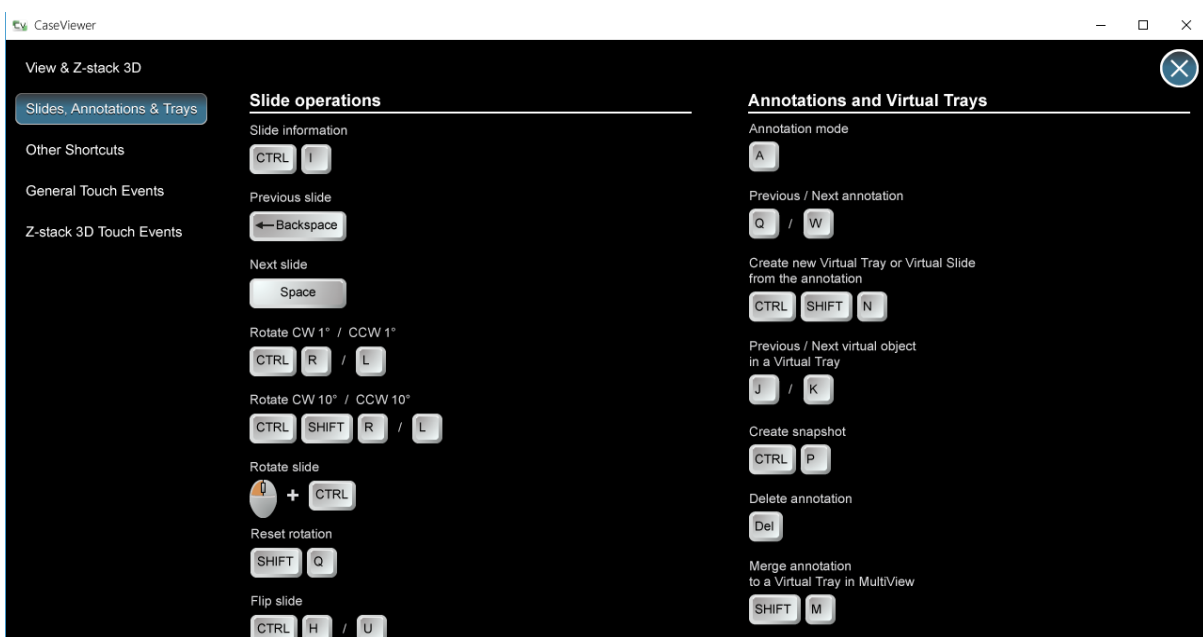 CV CaseViewer
View & Z-stack 3D
Slides, Annotations & Trays
Other Shortcuts
General Touch Events
Z-stack 3D Touch Events
Slide operations
Slide information
CTRL I
Previous slide
←Backspace
Next slide
Space
Rotate CW 1° / CCW 1°
CTRL R / L
Rotate CW 10° / CCW 10°
CTRL SHIFT R / L
Rotate slide
+ CTRL
Reset rotation
SHIFT Q
Flip slide
CTRL H / U
Annotations and Virtual Trays
Annotation mode
A
Previous / Next annotation
Q / W
Create new Virtual Tray or Virtual Slide
from the annotation
CTRL SHIFT N
Previous / Next virtual object
in a Virtual Tray
J / K
Create snapshot
CTRL P
Delete annotation
Del
Merge annotation
to a Virtual Tray in MultiView
SHIFT M